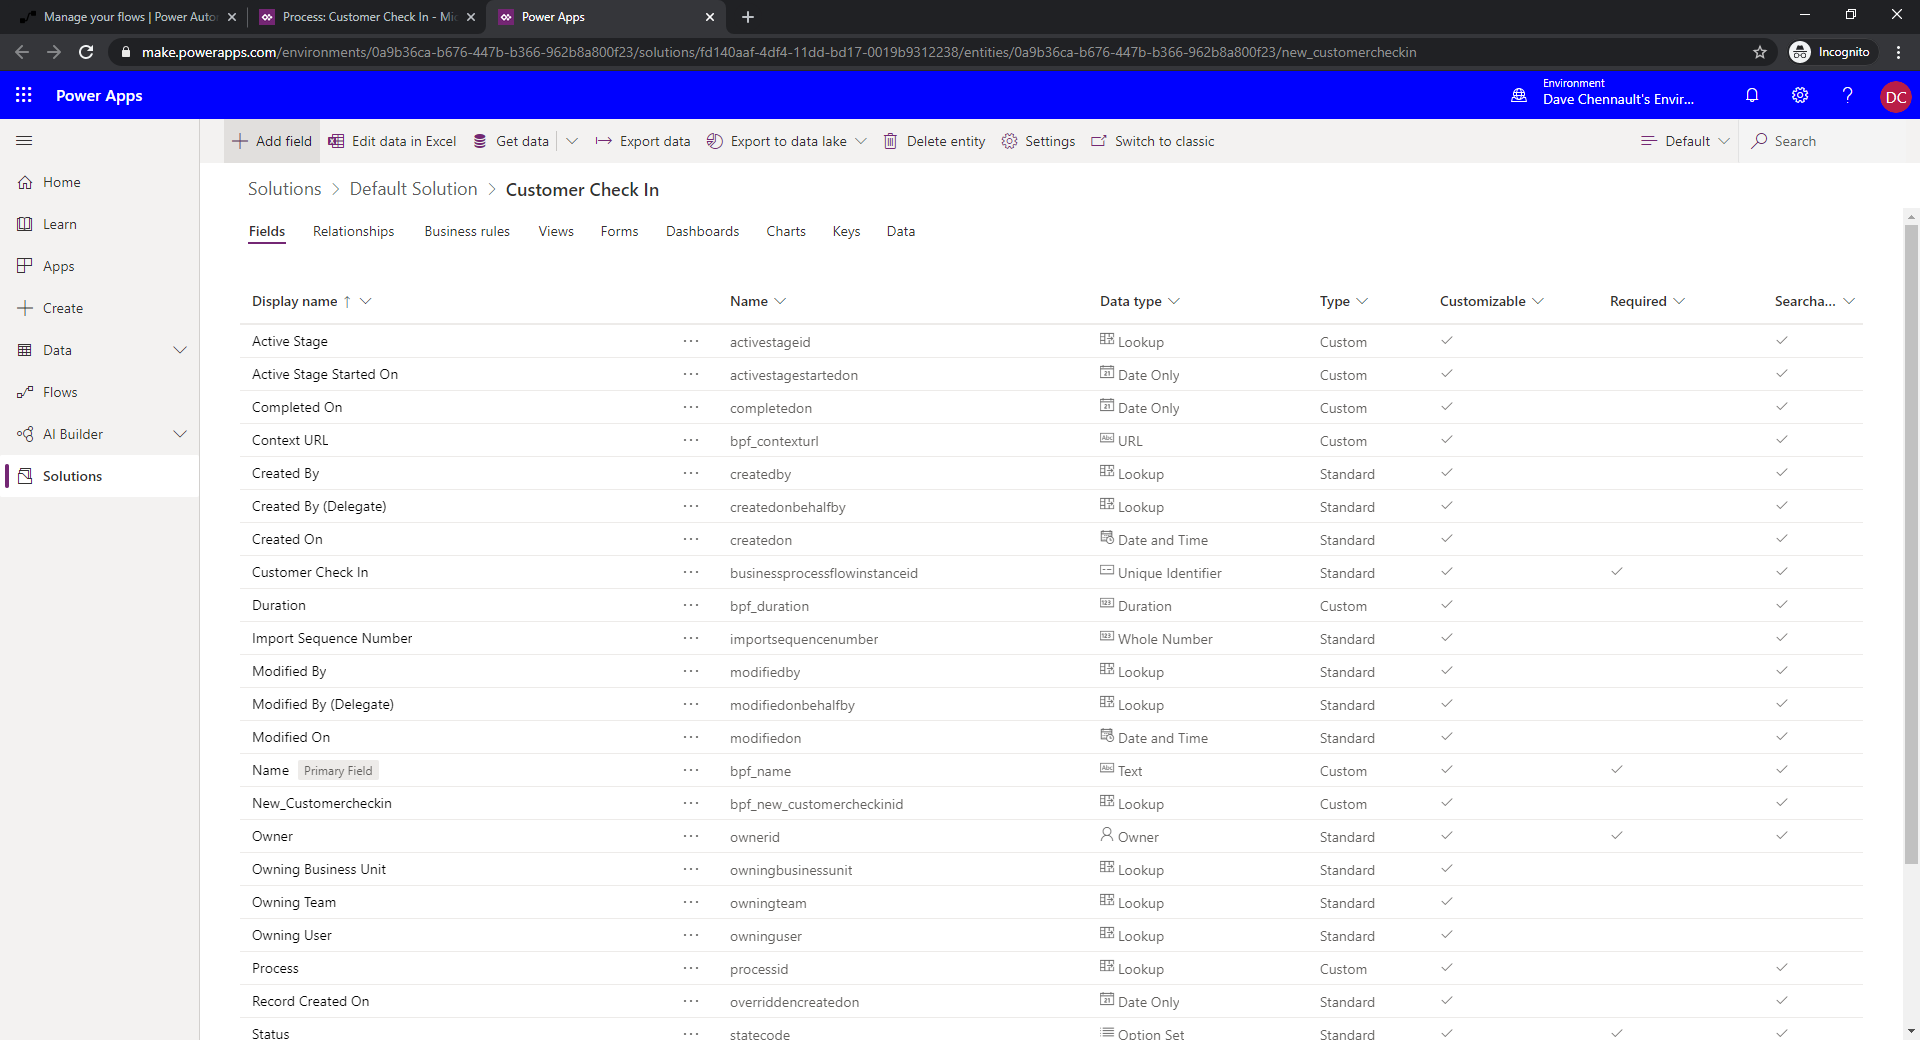 Manage your flows | Power Autor
Process: Customer Check In - Mic
Power Apps
make.powerapps.com/environments/0a9b36ca-b676-447b-b366-962b8a800f23/solutions/fd140aaf-4df4-11dd-bd17-0019b9312238/entities/0a9b36ca-b676-447b-b366-962b8a800f23/new_customercheckin
Incognito
Power Apps
Environment
Dave Chennault's Envir...
?
DC
Add field
Edit data in Excel
Get data
Export data
Export to data lake
Delete entity
Settings
Switch to classic
Default
Search
Home
Learn
Apps
Create
Data
Flows
AI Builder
Solutions
Solutions > Default Solution > Customer Check In
Fields Relationships Business rules Views Forms Dashboards Charts Keys Data
Display name ↑ Name Data type Type Customizable Required Searcha...
Active Stage ··· activestageid Lookup Custom ✓ ✓
Active Stage Started On ··· activestagestartedon Date Only Custom ✓ ✓
Completed On ··· completedon Date Only Custom ✓ ✓
Context URL ··· bpf_contexturl Abc URL Custom ✓ ✓
Created By ··· createdby Lookup Standard ✓ ✓
Created By (Delegate) ··· createdonbehalfby Lookup Standard ✓ ✓
Created On ··· createdon Date and Time Standard ✓ ✓
Customer Check In ··· businessprocessflowinstanceid Unique Identifier Standard ✓ ✓ ✓
Duration ··· bpf_duration 123 Duration Custom ✓ ✓
Import Sequence Number ··· importsequencenumber 123 Whole Number Standard ✓ ✓
Modified By ··· modifiedby Lookup Standard ✓ ✓
Modified By (Delegate) ··· modifiedonbehalfby Lookup Standard ✓ ✓
Modified On ··· modifiedon Date and Time Standard ✓ ✓
Name Primary Field ··· bpf_name Abc Text Custom ✓ ✓ ✓
New_Customercheckin ··· bpf_new_customercheckinid Lookup Custom ✓ ✓
Owner ··· ownerid Owner Standard ✓ ✓ ✓
Owning Business Unit ··· owningbusinessunit Lookup Standard ✓
Owning Team ··· owningteam Lookup Standard ✓
Owning User ··· owninguser Lookup Standard ✓
Process ··· processid Lookup Custom ✓ ✓
Record Created On ··· overriddencreatedon Date Only Standard ✓ ✓
Status ··· statecode Option Set Standard ✓ ✓ ✓